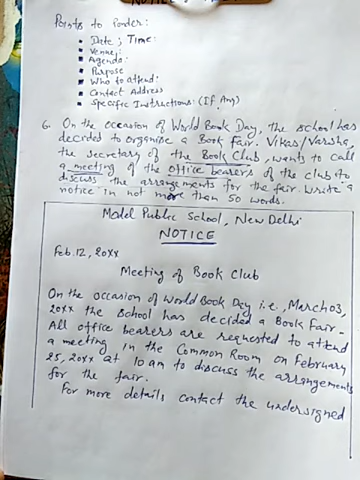 NOTICE
Points to Ponder:
▪ Date ; Time:
▪ Venue;:
▪ Agenda:
▪ Purpose
▪ Who to attend:
▪ Contact Address
▪ Specific Instructions: (If Any)
6. On the occasion of World Book Day, the school has
decided to organise a Book fair. Vikas/Varsha,
the secretary of the Book Club, wants to call
a meeting of the office bearers of the club to
discuss the arrangements for the fair. Write a
notice in not more than 50 words.
Model Public School, New Delhi
NOTICE
Feb. 12, 20xx
Meeting of Book Club
On the occasion of World Book Day i.e., March 03,
20xx the school has decided a Book Fair.
All office bearers are requested to attend
a meeting in the Common Room on February
25, 20xx at 10 am to discuss the arrangements
for the fair.
For more details contact the undersigned